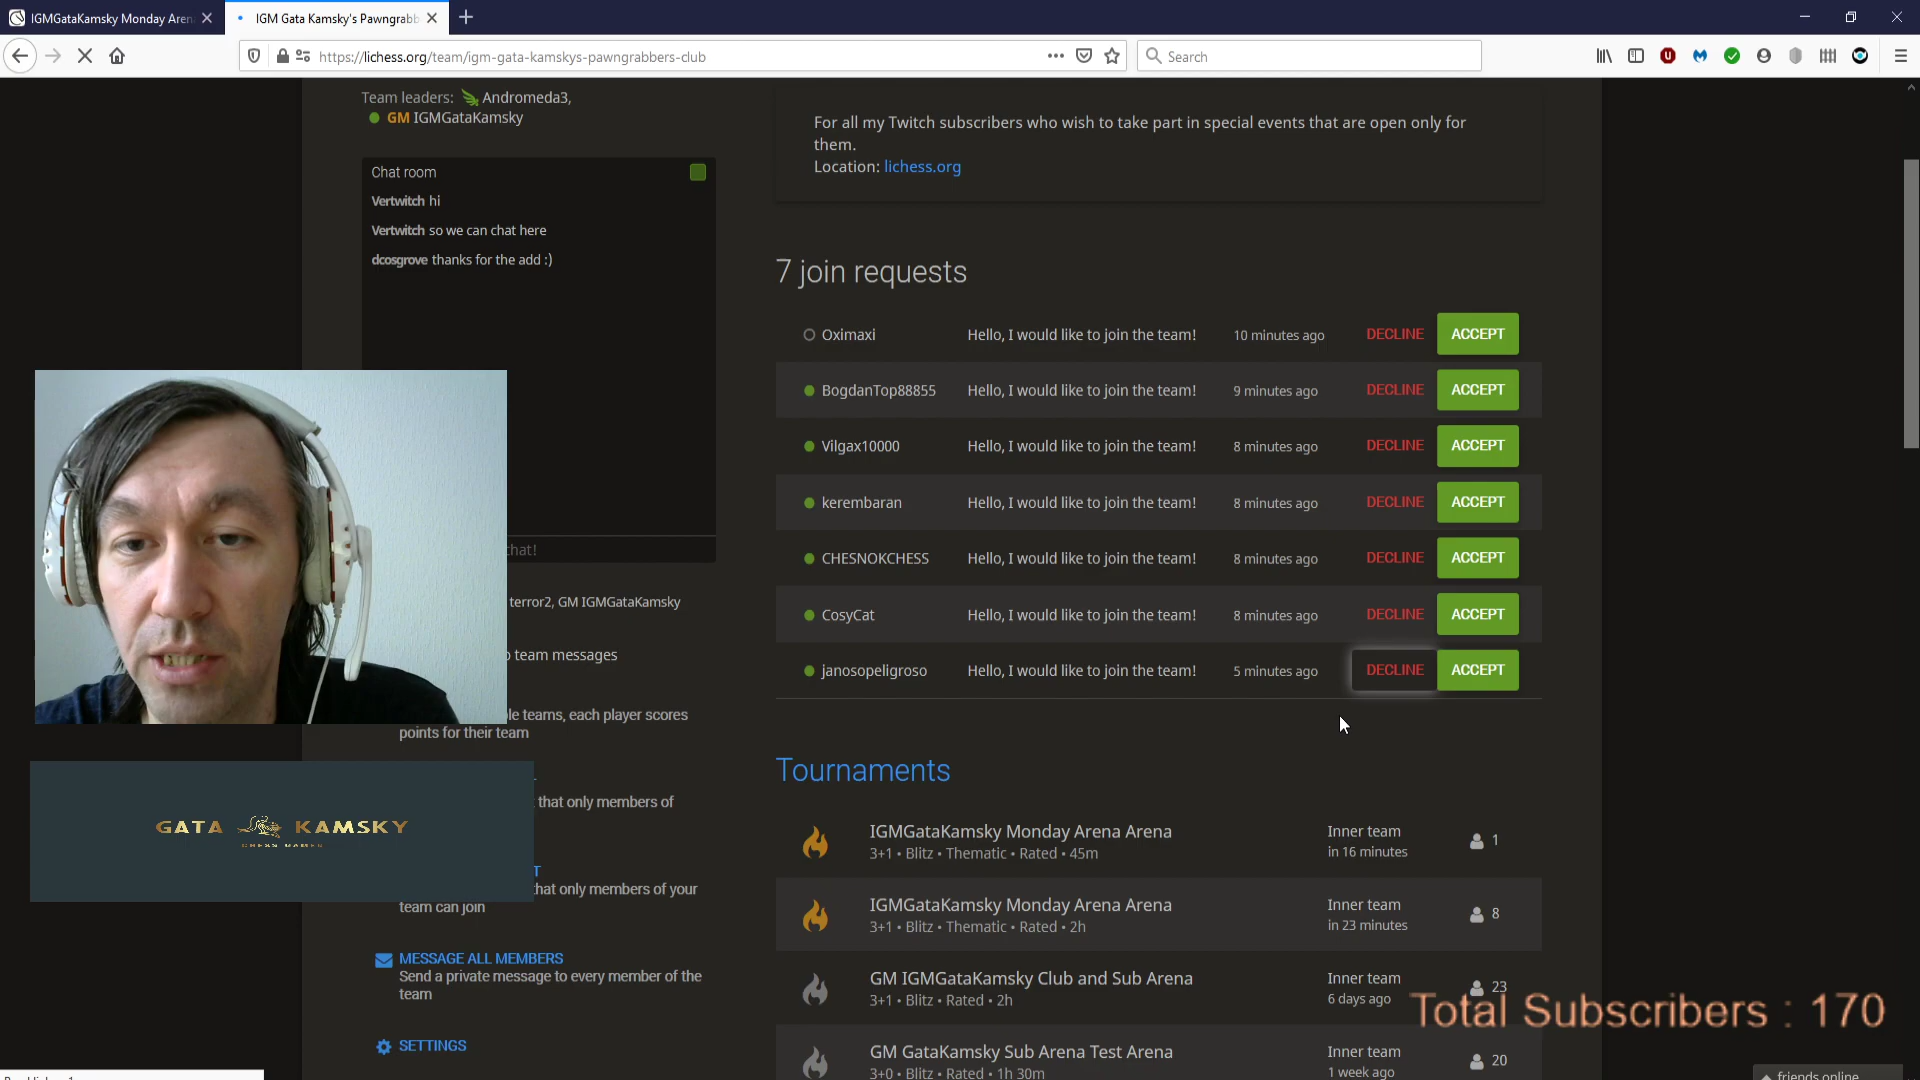 IGMGataKamsky Monday Aren
IGM Gata Kamsky's Pawngrabb
https://lichess.org/team/igm-gata-kamskys-pawngrabbers-club
Search
Team leaders: Andromeda3,
GM IGMGataKamsky
For all my Twitch subscribers who wish to take part in special events that are open only for
them.
Location: lichess.org
Chat room
Vertwitch hi
Vertwitch so we can chat here
dcosgrove thanks for the add :)
chat!
terror2, GM IGMGataKamsky
team messages
teams, each player scores
points for their team
that only members of
that only members of your
team can join
MESSAGE ALL MEMBERS
Send a private message to every member of the
team
SETTINGS
7 join requests
Oximaxi Hello, I would like to join the team! 10 minutes ago DECLINE ACCEPT
BogdanTop88855 Hello, I would like to join the team! 9 minutes ago DECLINE ACCEPT
Vilgax10000 Hello, I would like to join the team! 8 minutes ago DECLINE ACCEPT
kerembaran Hello, I would like to join the team! 8 minutes ago DECLINE ACCEPT
CHESNOKCHESS Hello, I would like to join the team! 8 minutes ago DECLINE ACCEPT
CosyCat Hello, I would like to join the team! 8 minutes ago DECLINE ACCEPT
janosopeligroso Hello, I would like to join the team! 5 minutes ago DECLINE ACCEPT
Tournaments
IGMGataKamsky Monday Arena Arena Inner team
3+1 • Blitz • Thematic • Rated • 45m in 16 minutes 1
IGMGataKamsky Monday Arena Arena Inner team
3+1 • Blitz • Thematic • Rated • 2h in 23 minutes 8
GM IGMGataKamsky Club and Sub Arena Inner team
3+1 • Blitz • Rated • 2h 6 days ago 23
GM GataKamsky Sub Arena Test Arena Inner team
3+0 • Blitz • Rated • 1h 30m 1 week ago 20
GATA KAMSKY
CHESS GAMES
Total Subscribers : 170
friends online